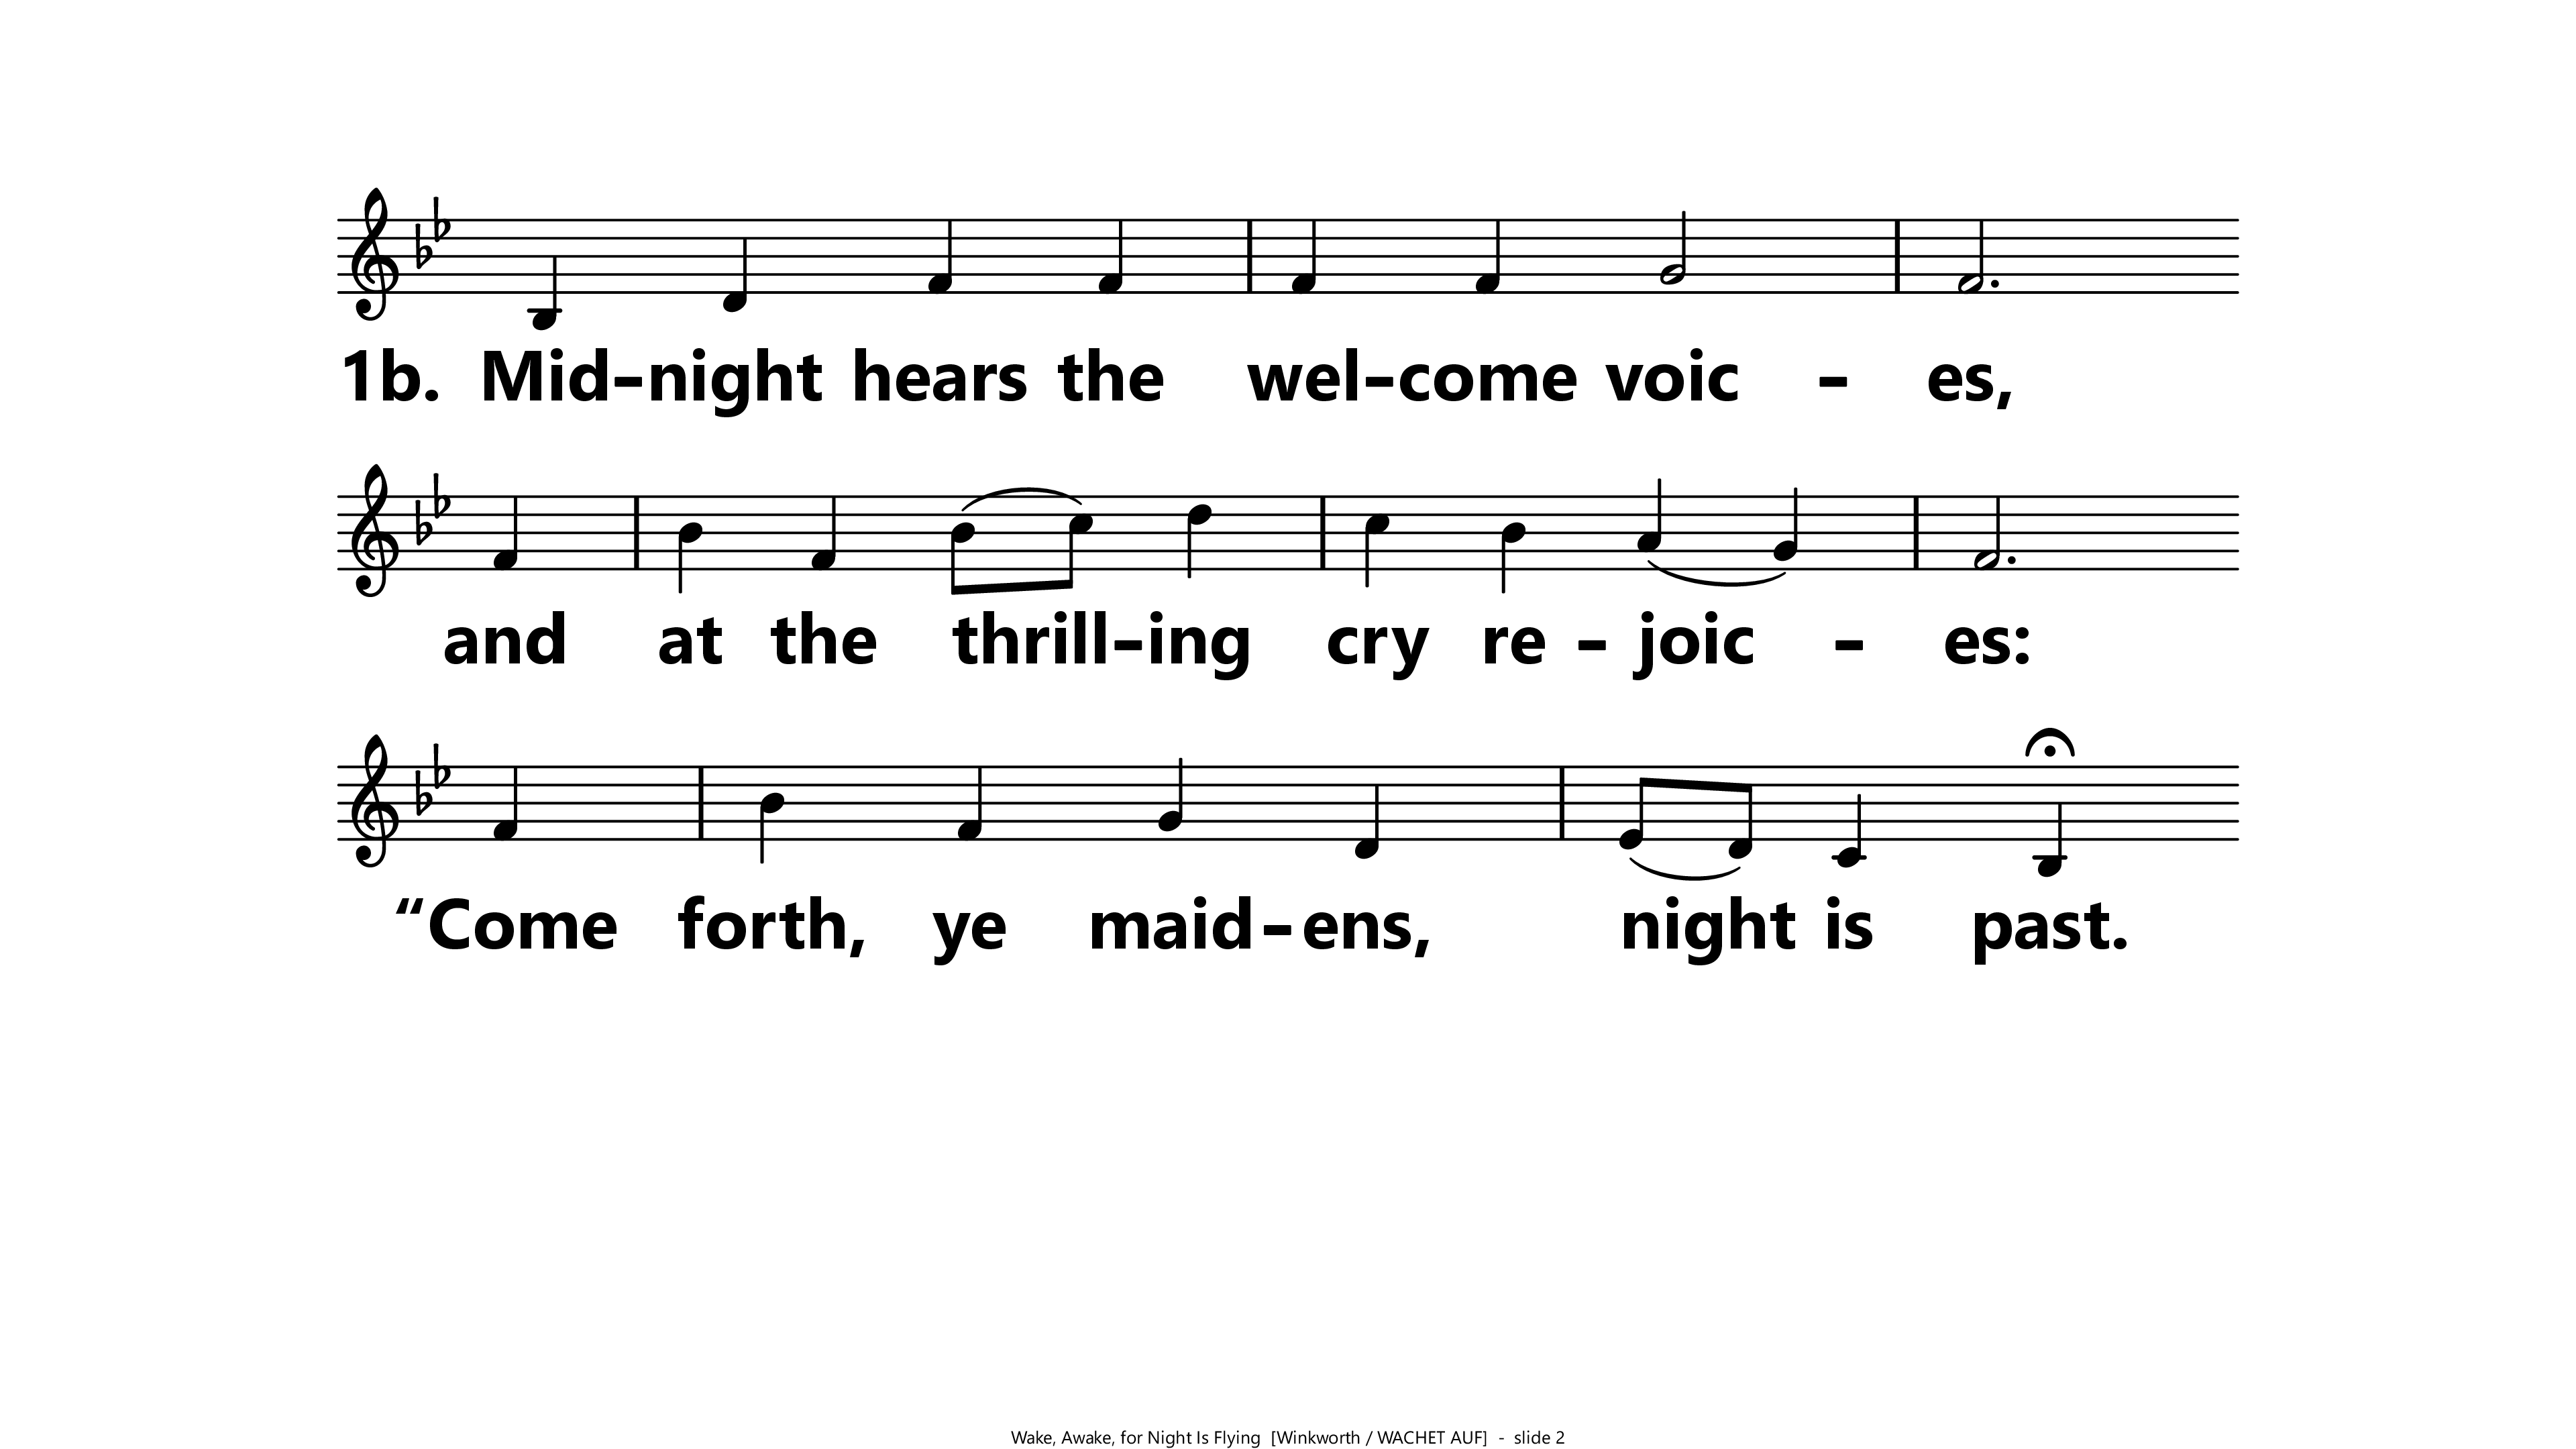 1b. Mid-night hears the wel-come voic - es,
and at the thrill-ing cry re - joic - es:
“Come forth, ye maid-ens, night is past.
Wake, Awake, for Night Is Flying [Winkworth / WACHET AUF] - slide 2